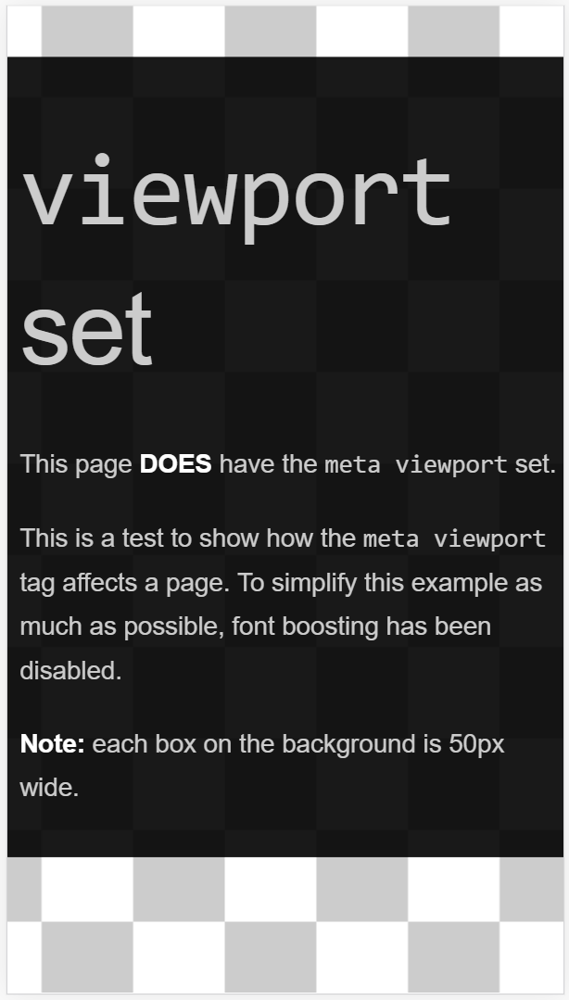 viewport
set
This page DOES have the meta viewport set.
This is a test to show how the meta viewport
tag affects a page. To simplify this example as
much as possible, font boosting has been
disabled.
Note: each box on the background is 50px
wide.